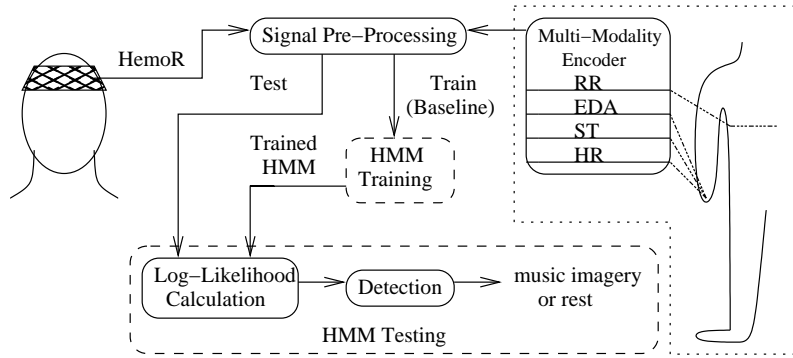 HemoR
Signal Pre–Processing
Multi–Modality
Encoder
RR
EDA
ST
HR
Test
Train
(Baseline)
Trained
HMM
HMM
Training
Log–Likelihood
Calculation
Detection
music imagery
or rest
HMM Testing